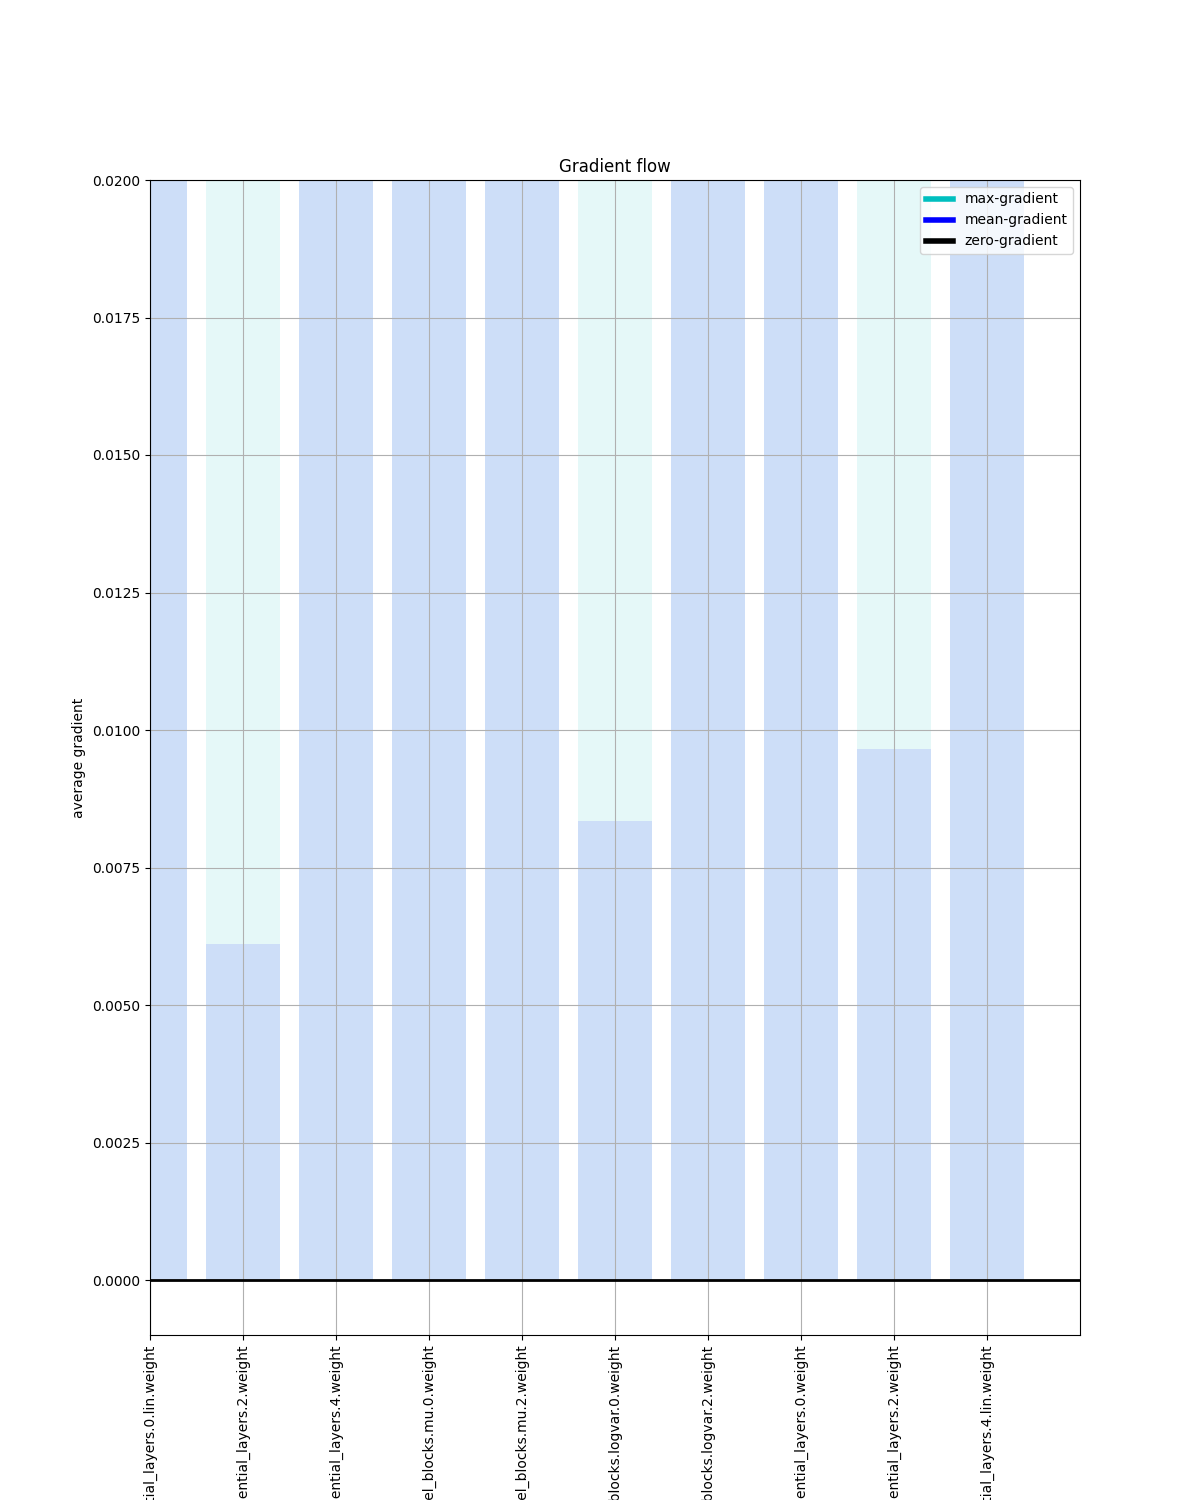 Gradient flow
max-gradient
mean-gradient
zero-gradient
0.0200
0.0175
0.0150
0.0125
0.0100
0.0075
0.0050
0.0025
0.0000
average gradient
tial_layers.0.lin.weight
ential_layers.2.weight
ential_layers.4.weight
el_blocks.mu.0.weight
el_blocks.mu.2.weight
blocks.logvar.0.weight
blocks.logvar.2.weight
ential_layers.0.weight
ential_layers.2.weight
tial_layers.4.lin.weight